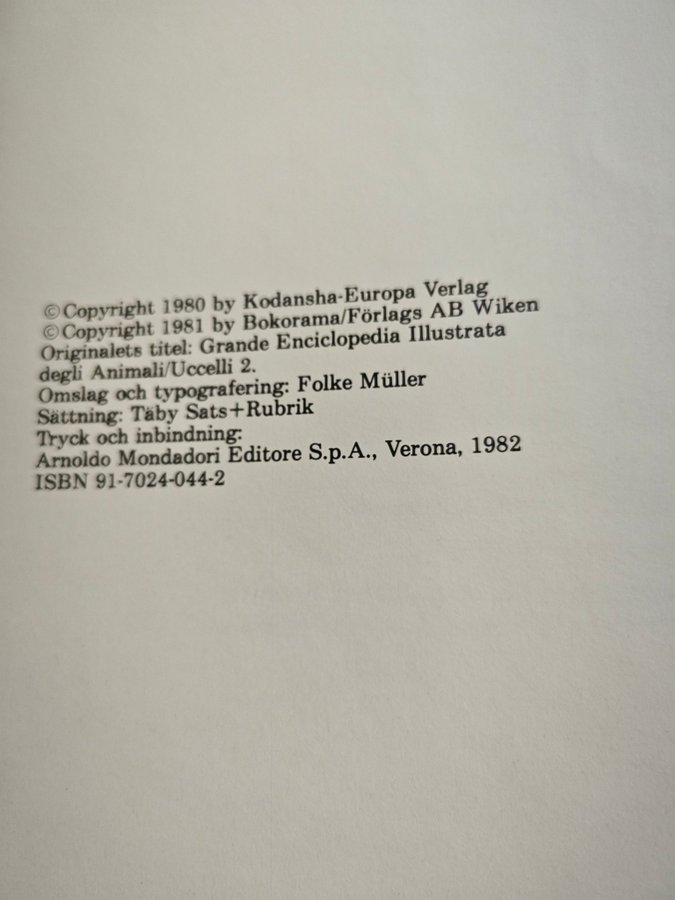 ©Copyright 1980 by Kodansha-Europa Verlag
©Copyright 1981 by Bokorama/Förlags AB Wiken
Originalets titel: Grande Enciclopedia Illustrata
degli Animali/Uccelli 2.
Omslag och typografering: Folke Müller
Sättning: Täby Sats+Rubrik
Tryck och inbindning:
Arnoldo Mondadori Editore S.p.A., Verona, 1982
ISBN 91-7024-044-2